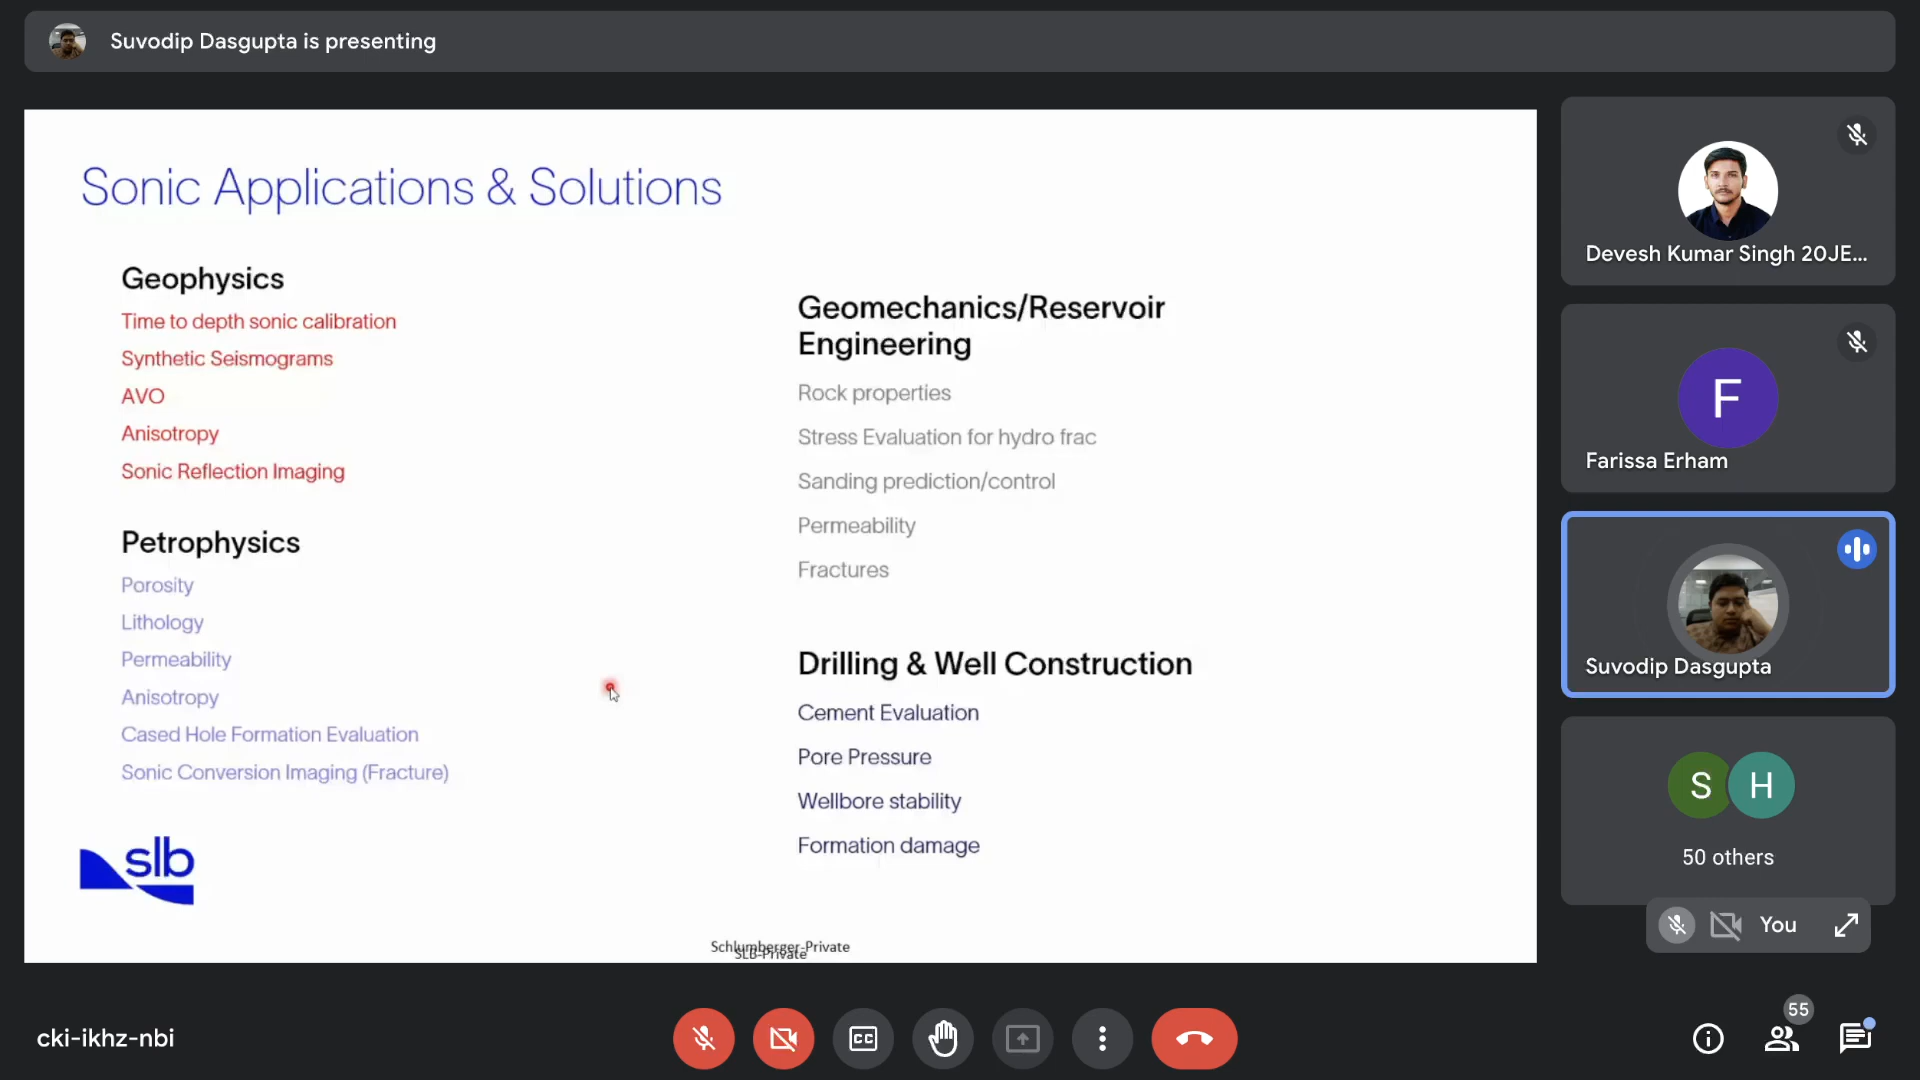 Suvodip Dasgupta is presenting
Sonic Applications & Solutions
Geophysics
Time to depth sonic calibration
Synthetic Seismograms
AVO
Anisotropy
Sonic Reflection Imaging
Petrophysics
Porosity
Lithology
Permeability
Anisotropy
Cased Hole Formation Evaluation
Sonic Conversion Imaging (Fracture)
slb
Geomechanics/Reservoir
Engineering
Rock properties
Stress Evaluation for hydro frac
Sanding prediction/control
Permeability
Fractures
Drilling & Well Construction
Cement Evaluation
Pore Pressure
Wellbore stability
Formation damage
Schlumberger-Private
SLB-Private
Devesh Kumar Singh 20JE...
F
Farissa Erham
Suvodip Dasgupta
S
H
50 others
You
cki-ikhz-nbi
CC
55